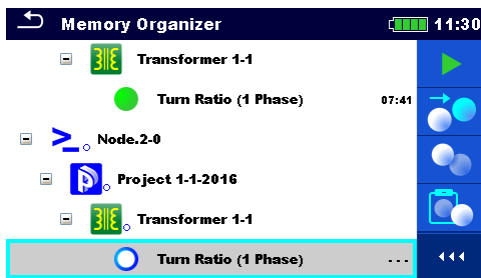 Memory Organizer 11:30
Transformer 1-1
Turn Ratio (1 Phase) 07:41
Node.2-0
Project 1-1-2016
Transformer 1-1
Turn Ratio (1 Phase) ---